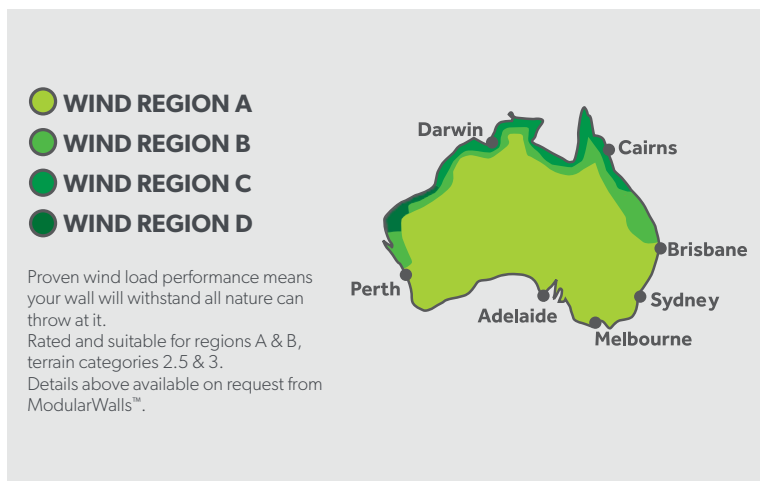 WIND REGION A
WIND REGION B
WIND REGION C
WIND REGION D
Proven wind load performance means
your wall will withstand all nature can
throw at it.
Rated and suitable for regions A & B,
terrain categories 2.5 & 3.
Details above available on request from
ModularWalls™.
Darwin
Cairns
Brisbane
Perth
Sydney
Adelaide
Melbourne